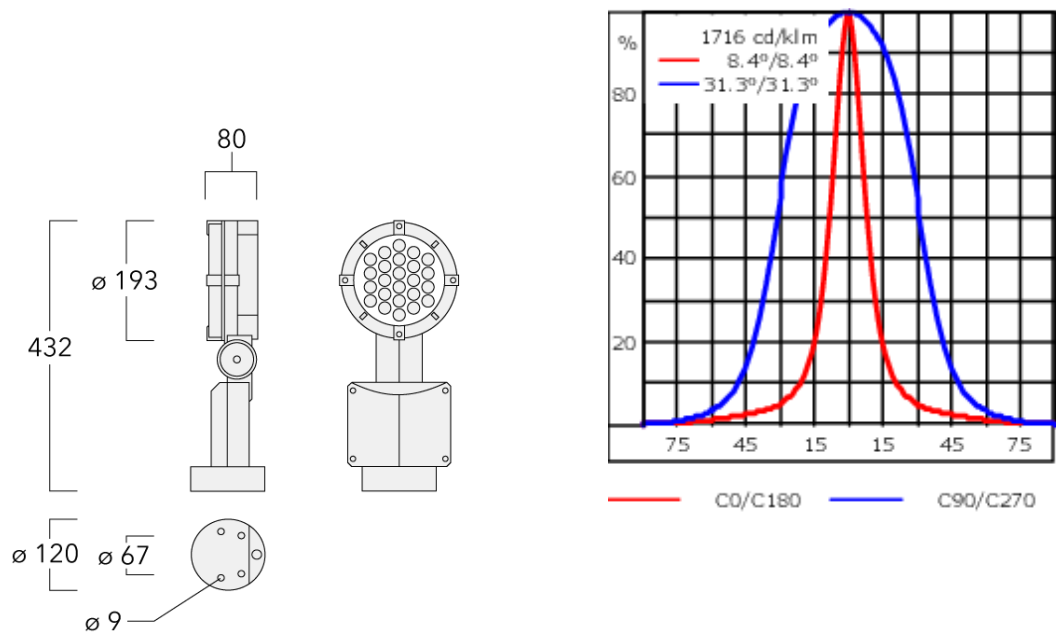 80
ø 193
432
ø 120
ø 67
ø 9
%
1716 cd/klm
8.4º/8.4º
31.3º/31.3º
80
60
40
20
75 45 15 15 45 75
C0/C180 C90/C270